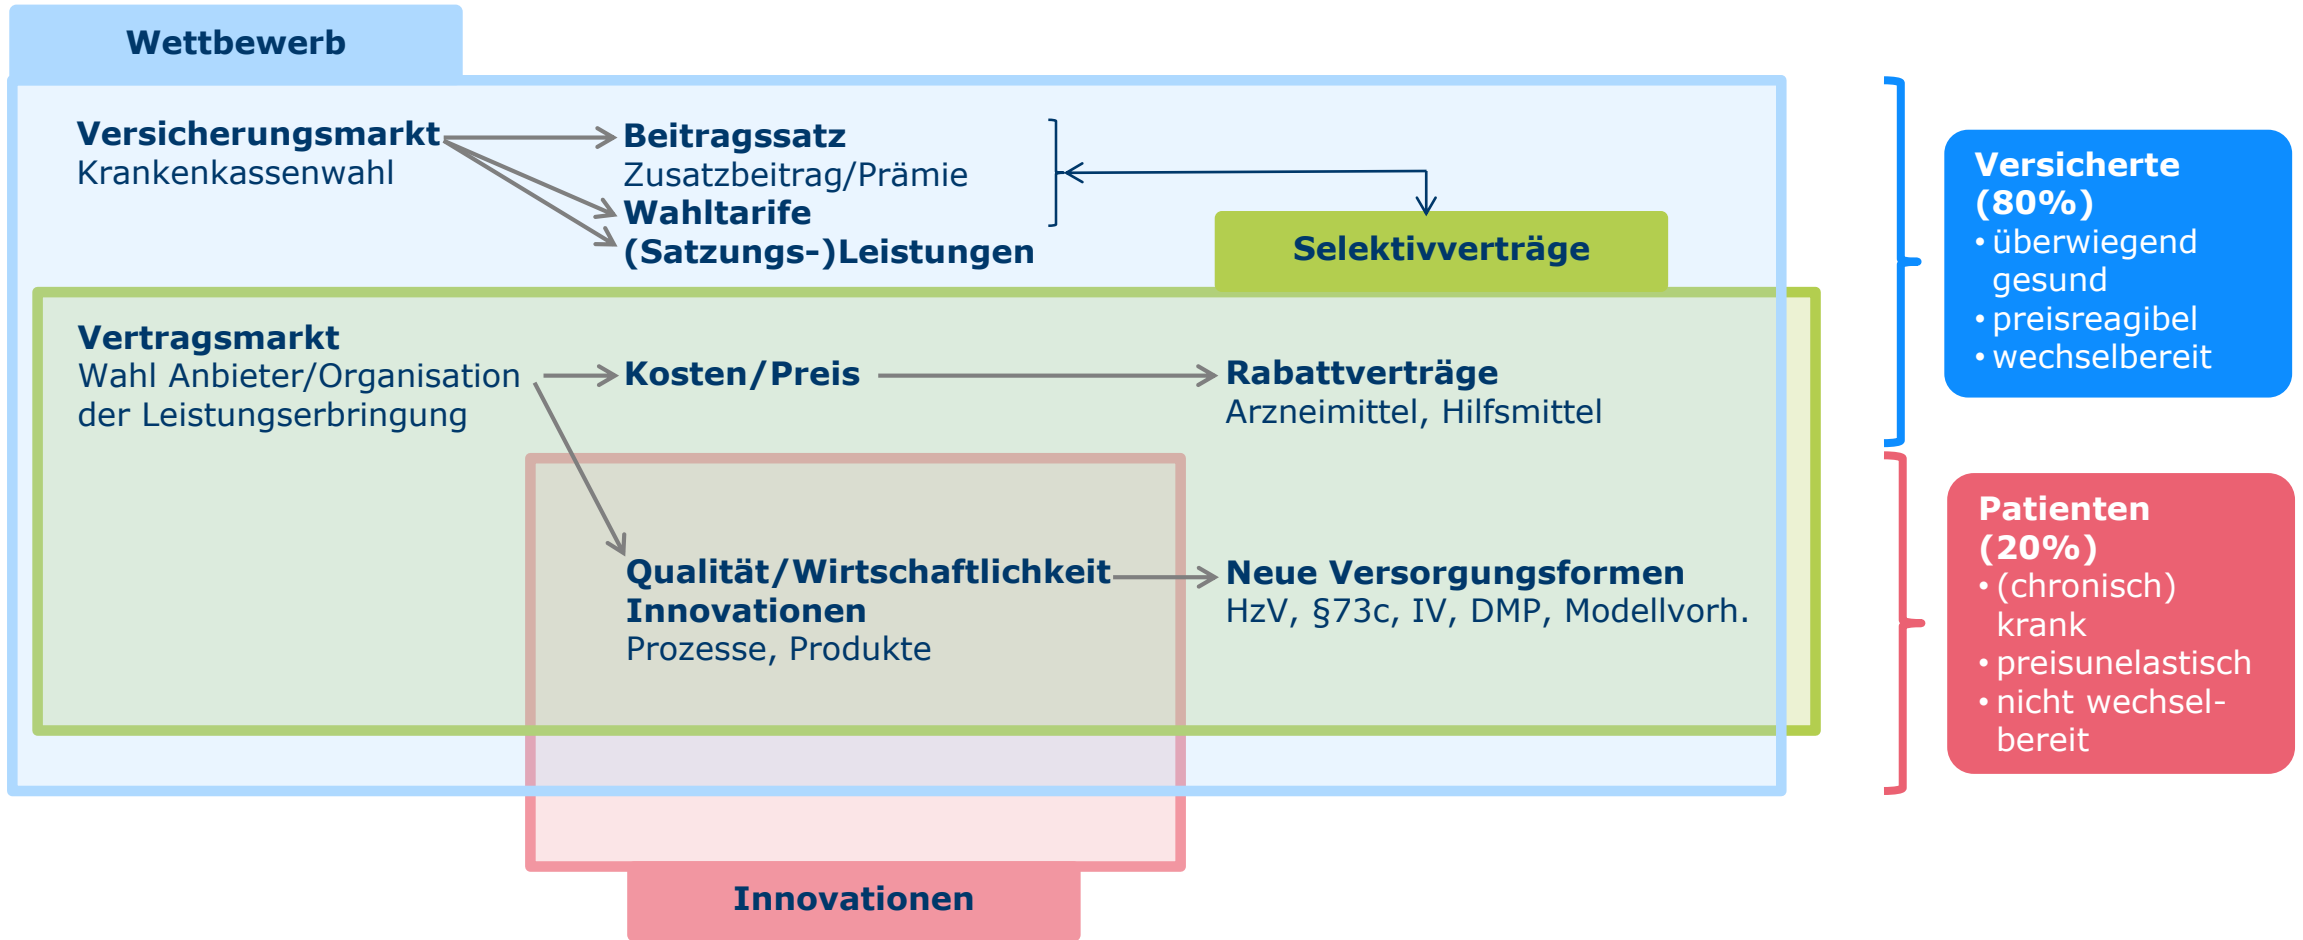 Wettbewerb
Versicherungsmarkt
Krankenkassenwahl
Beitragssatz
Zusatzbeitrag/Prämie
Wahltarife
(Satzungs-)Leistungen
Selektivverträge
Vertragsmarkt
Wahl Anbieter/Organisation
der Leistungserbringung
Kosten/Preis
Rabattverträge
Arzneimittel, Hilfsmittel
Qualität/Wirtschaftlichkeit
Innovationen
Prozesse, Produkte
Neue Versorgungsformen
HzV, §73c, IV, DMP, Modellvorh.
Innovationen
Versicherte
(80%)
• überwiegend
gesund
• preisreagibel
• wechselbereit
Patienten
(20%)
• (chronisch)
krank
• preisunelastisch
• nicht wechsel-
bereit